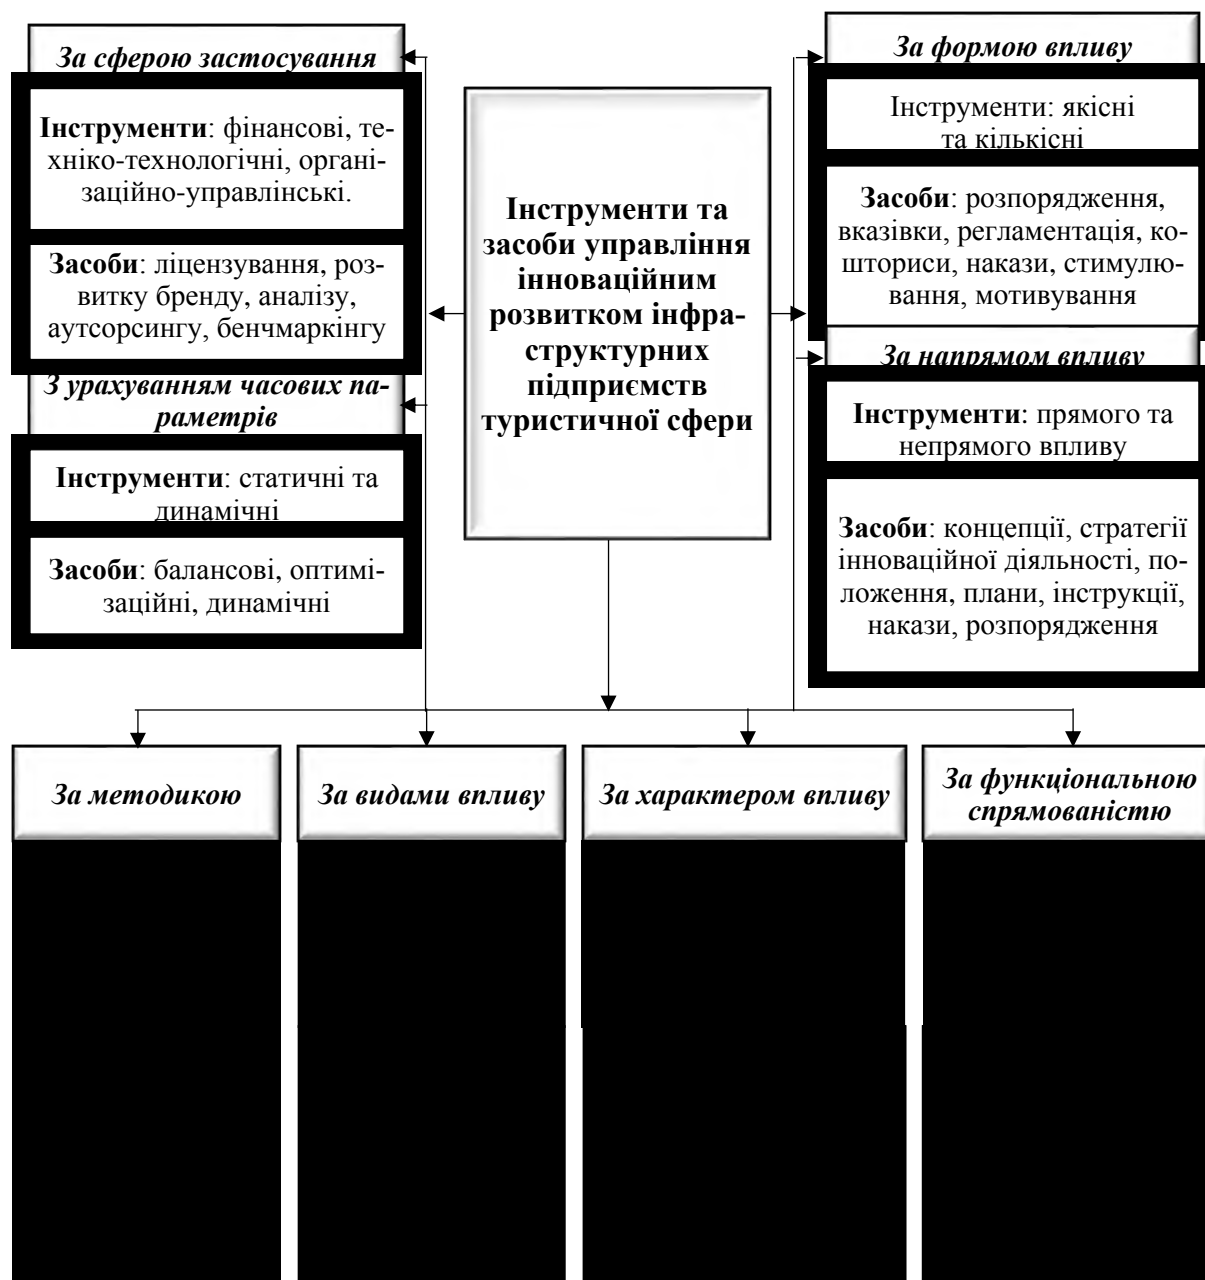 За сферою застосування
Інструменти: фінансові, те-
хніко-технологічні, органі-
заційно-управлінські.
Засоби: ліцензування, роз-
витку бренду, аналізу,
аутсорсингу, бенчмаркінгу
З урахуванням часових па-
раметрів
Інструменти: статичні та
динамічні
Засоби: балансові, оптимі-
заційні, динамічні
Інструменти та
засоби управління
інноваційним
розвитком інфра-
структурних
підприємств
туристичної сфери
За формою впливу
Інструменти: якісні
та кількісні
Засоби: розпорядження,
вказівки, регламентація, ко-
шториси, накази, стимулю-
вання, мотивування
За напрямом впливу
Інструменти: прямого та
непрямого впливу
Засоби: концепції, стратегії
інноваційної діяльності, по-
ложення, плани, інструкції,
накази, розпорядження
За методикою
За видами впливу
За характером впливу
За функціональною
спрямованістю